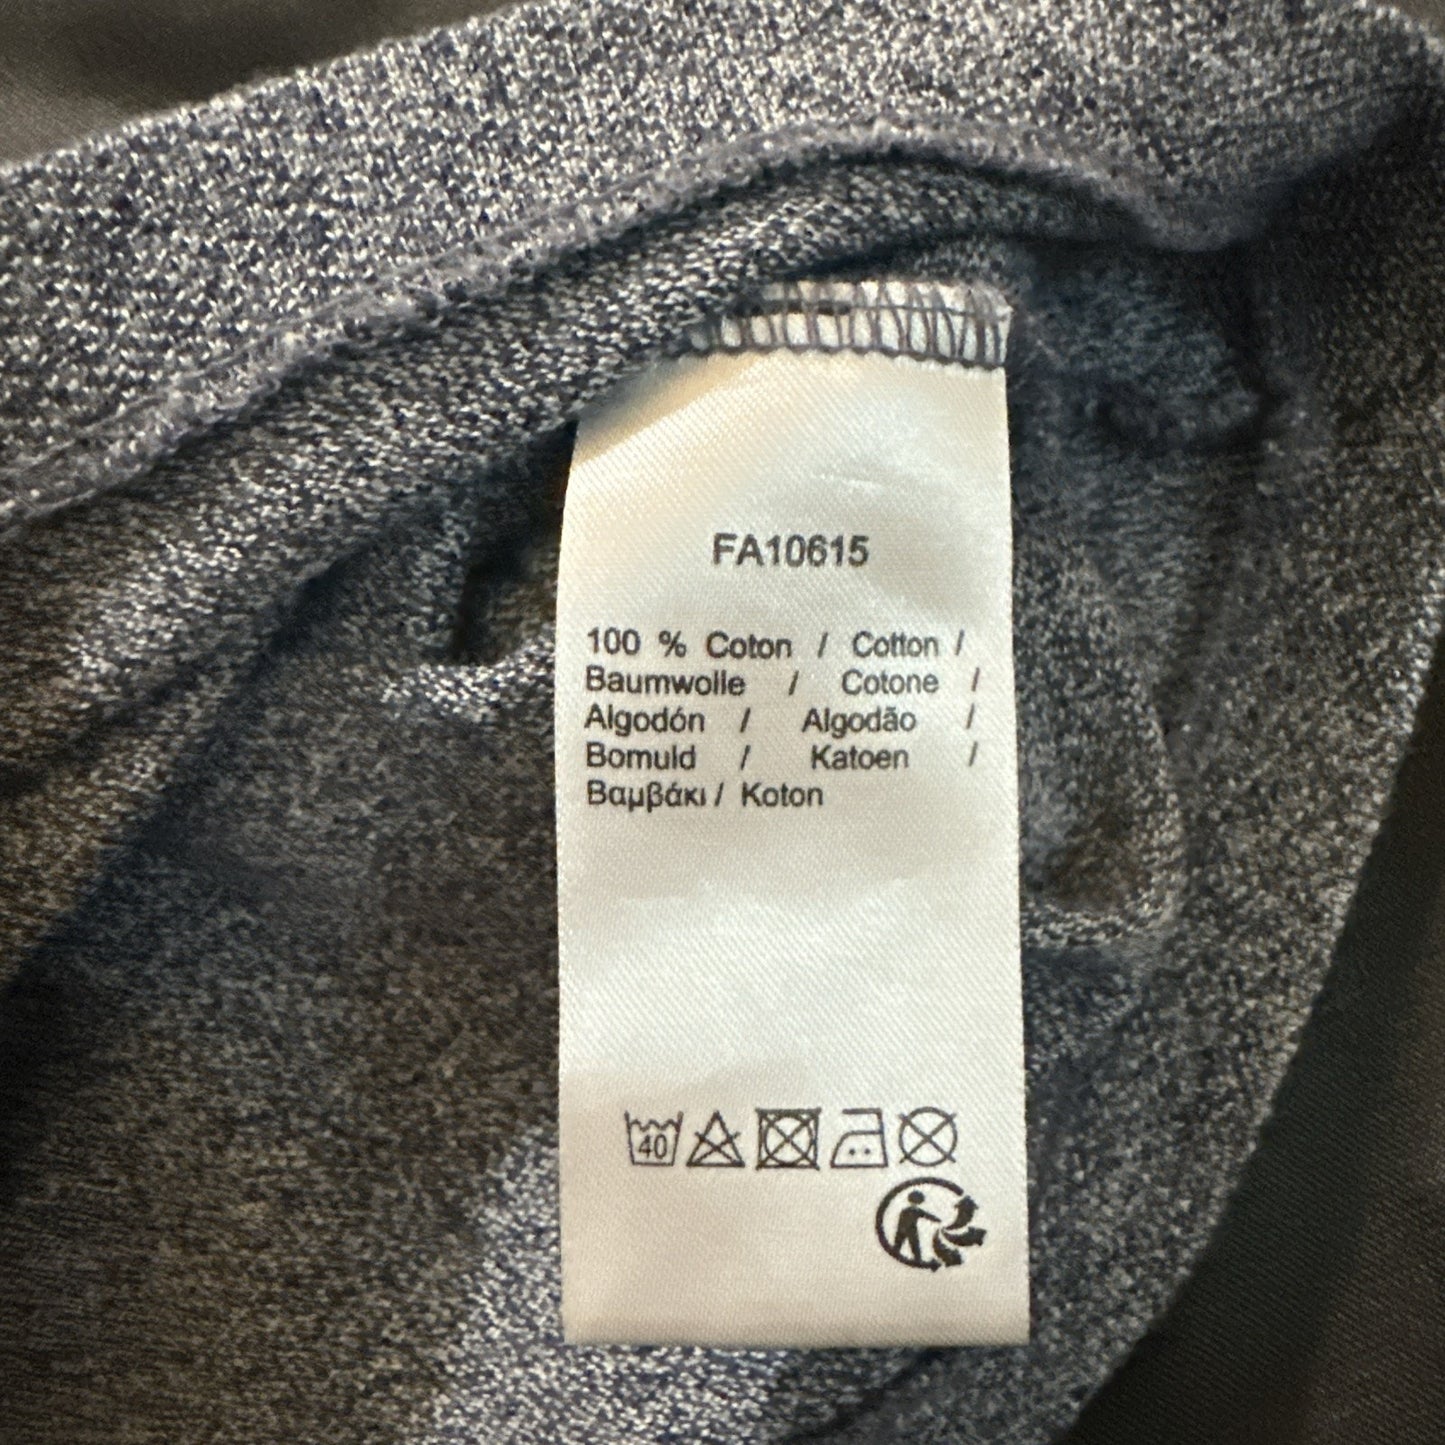 FA10615
100 % Coton / Cotton /
Baumwolle / Cotone /
Algodón / Algodão /
Bomuld / Katoen /
Βαμβάκι / Koton
40